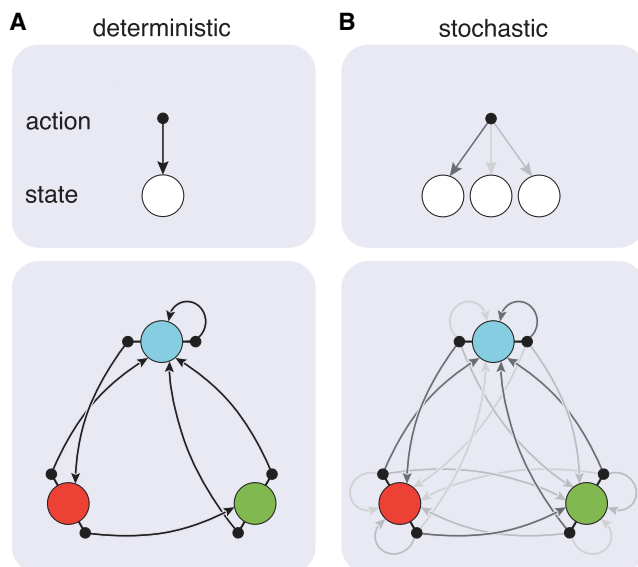 A
deterministic
B
stochastic
action
state